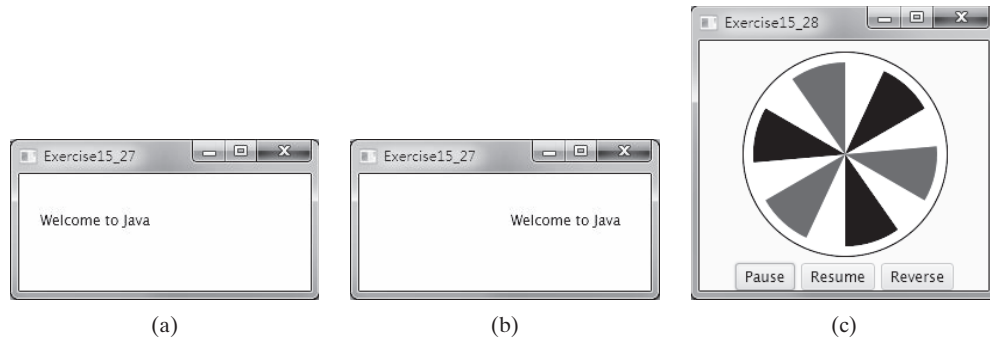 Exercise15_27
Welcome to Java
(a)
Exercise15_27
Welcome to Java
(b)
Exercise15_28
Pause Resume Reverse
(c)